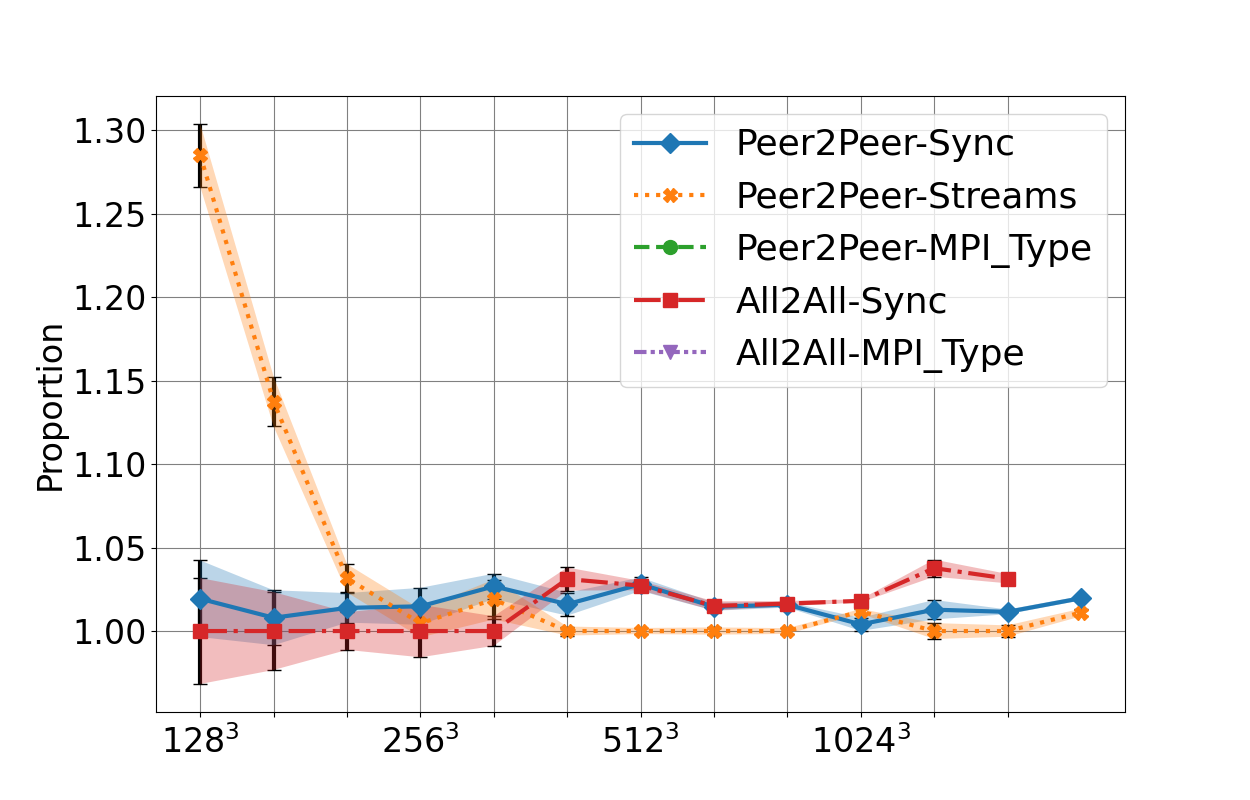 1.30
1.25
1.20
1.15
1.10
1.05
1.00
Proportion
128³
256³
512³
1024³
Peer2Peer-Sync
Peer2Peer-Streams
Peer2Peer-MPI_Type
All2All-Sync
All2All-MPI_Type